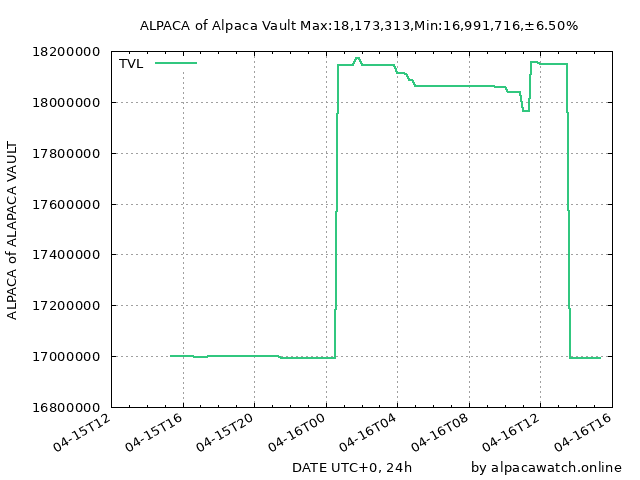 ALPACA of Alpaca Vault Max:18,173,313,Min:16,991,716,±6.50%
TVL
ALPACA of ALAPACA VAULT
18200000
18000000
17800000
17600000
17400000
17200000
17000000
16800000
04-15T12
04-15T16
04-15T20
04-16T00
04-16T04
04-16T08
04-16T12
04-16T16
DATE UTC+0, 24h
by alpacawatch.online